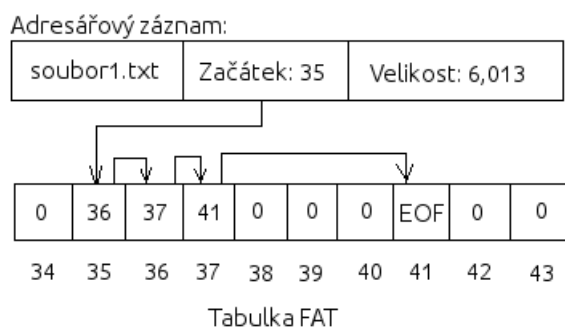 Adresářový záznam:
soubor1.txt Začátek: 35 Velikost: 6,013
0 36 37 41 0 0 0 EOF 0 0
34 35 36 37 38 39 40 41 42 43
Tabulka FAT